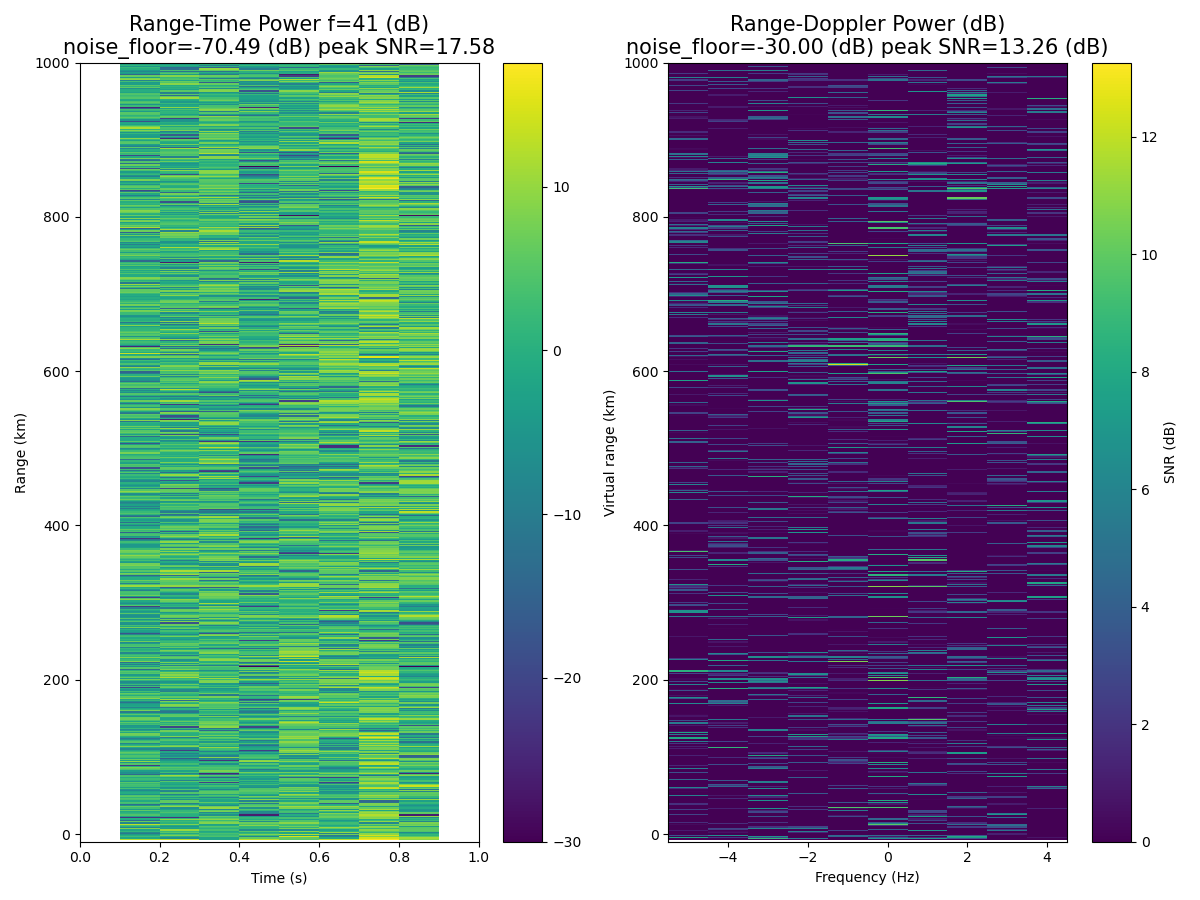 Range-Time Power f=41 (dB)
noise_floor=-70.49 (dB) peak SNR=17.58
Range-Doppler Power (dB)
noise_floor=-30.00 (dB) peak SNR=13.26 (dB)
1000
800
600
400
200
0
Range (km)
0.0 0.2 0.4 0.6 0.8 1.0
Time (s)
10
0
−10
−20
−30
1000
800
600
400
200
0
Virtual range (km)
−4 −2 0 2 4
Frequency (Hz)
12
10
8
6
4
2
0
SNR (dB)